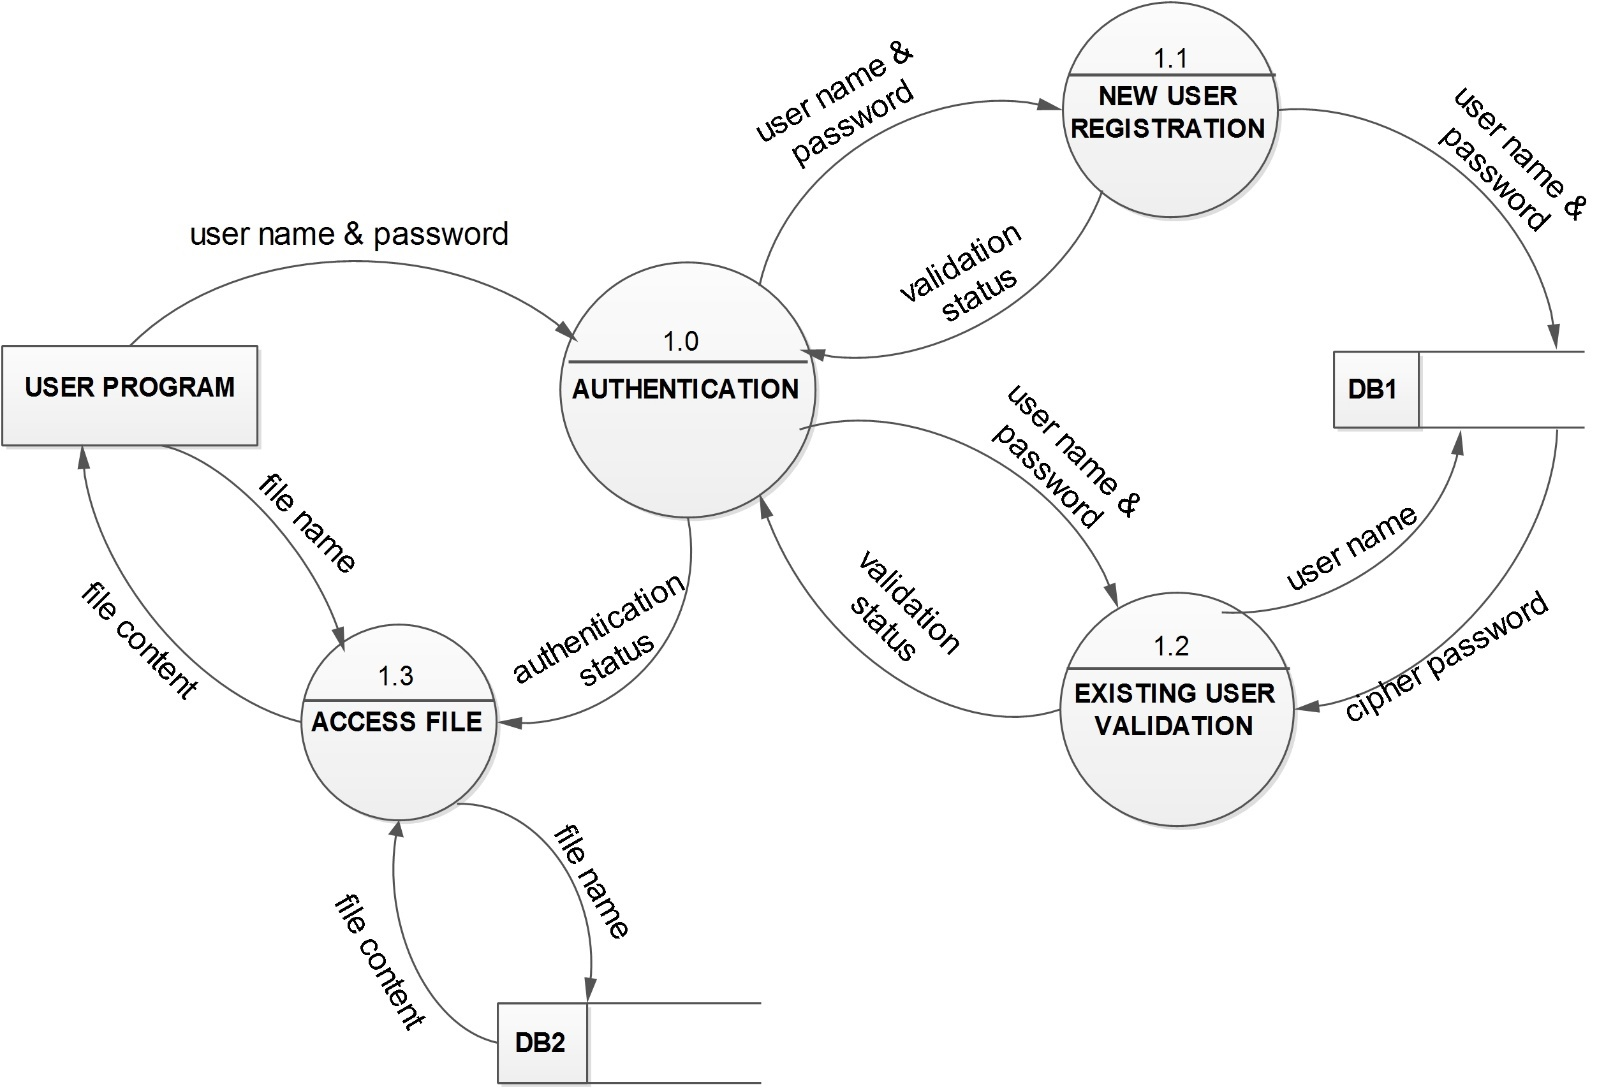 1.1
NEW USER
REGISTRATION
user name &
password
user name &
password
user name & password
validation
status
1.0
AUTHENTICATION
USER PROGRAM
DB1
user name &
password
file name
user name
validation
status
authentication
status
file content
cipher password
1.2
EXISTING USER
VALIDATION
1.3
ACCESS FILE
file name
file content
DB2